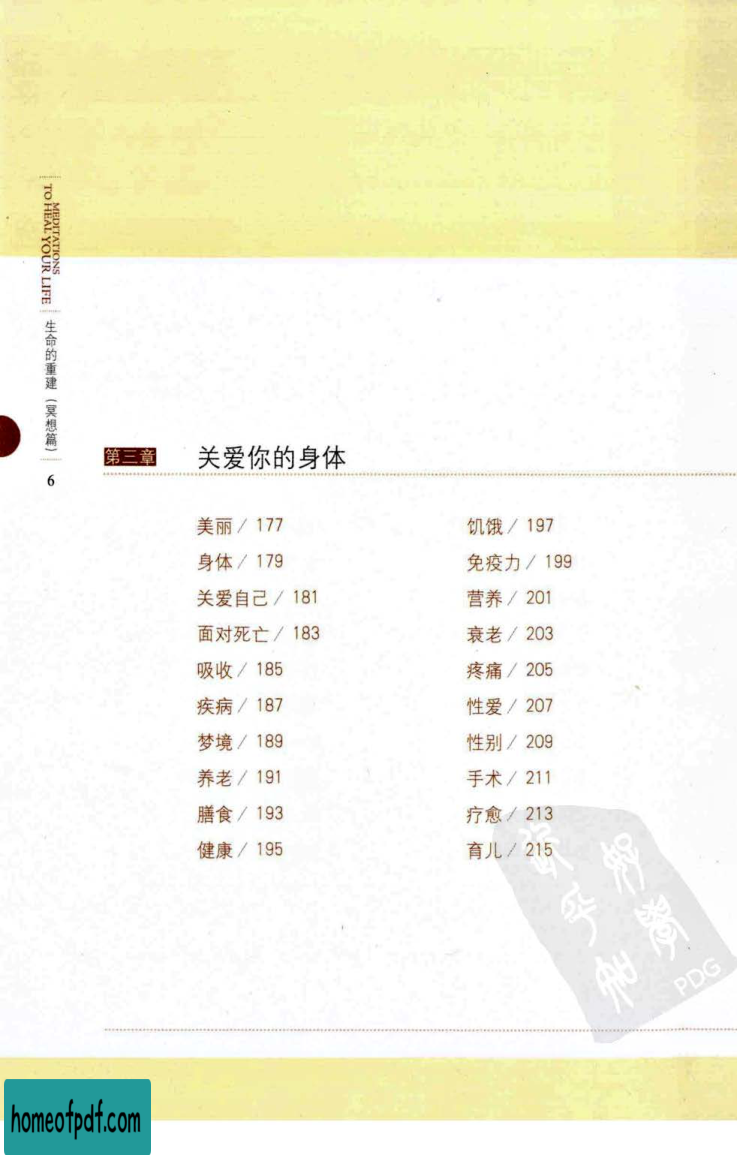 MEDITATIONS
TO HEAL YOUR LIFE
生命的重建（冥想篇）
6
第三章 关爱你的身体
美丽 / 177
身体 / 179
关爱自己 / 181
面对死亡 / 183
吸收 / 185
疾病 / 187
梦境 / 189
养老 / 191
膳食 / 193
健康 / 195
饥饿 / 197
免疫力 / 199
营养 / 201
衰老 / 203
疼痛 / 205
性爱 / 207
性别 / 209
手术 / 211
疗愈 / 213
育儿 / 215
PDG
homeofpdf.com